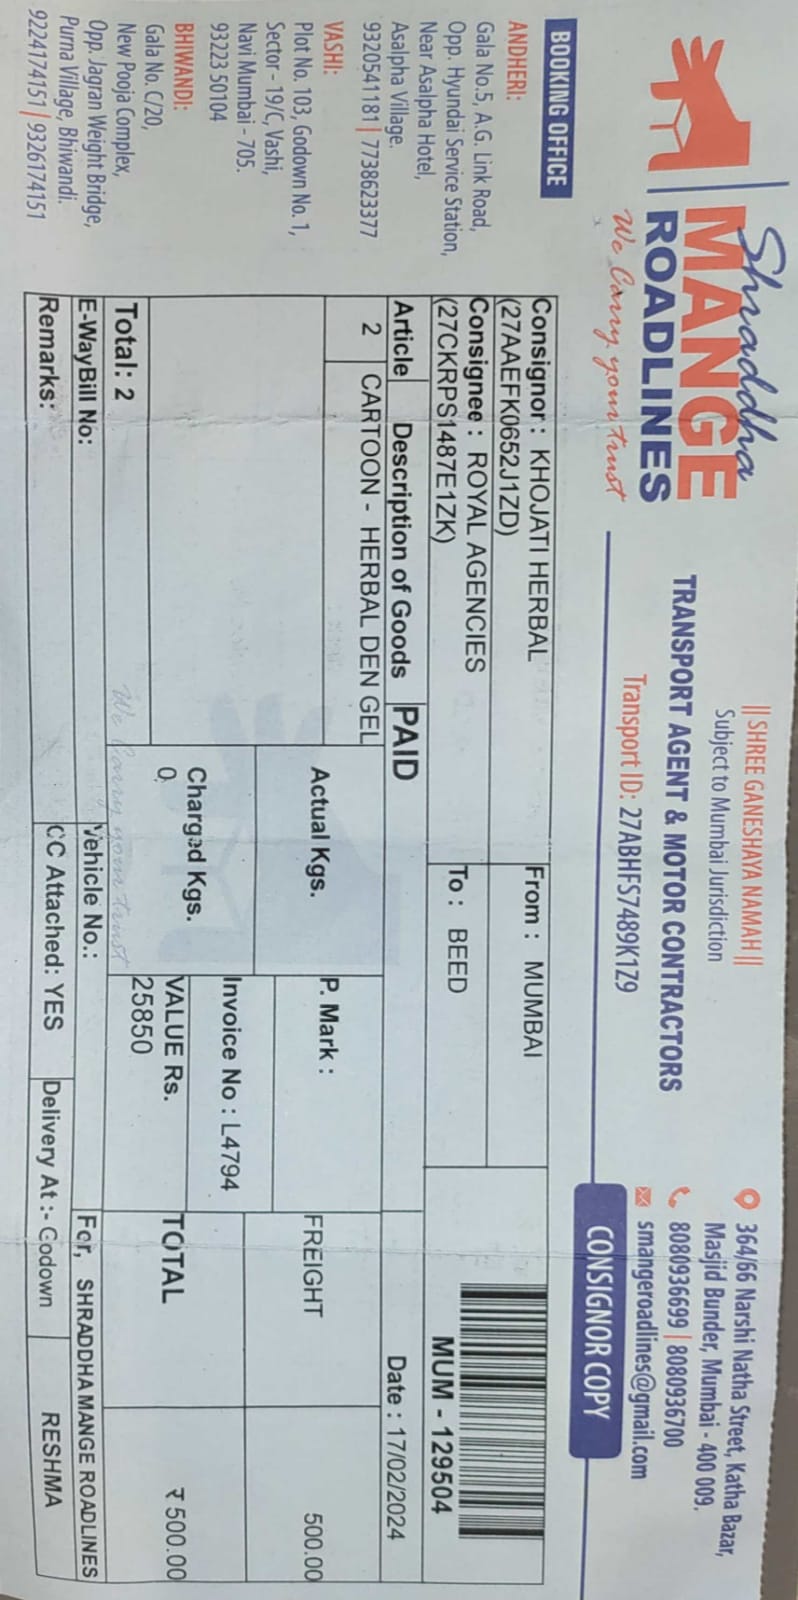 Shraddha
MANGE
ROADLINES
We Carry your trust
|| SHREE GANESHAYA NAMAH ||
Subject to Mumbai Jurisdiction
TRANSPORT AGENT & MOTOR CONTRACTORS
Transport ID: 27ABHFS7489K1Z9
364/66 Narshi Natha Street, Katha Bazar,
Masjid Bunder, Mumbai - 400 009.
8080936699 | 8080936700
smangeroadlines@gmail.com
CONSIGNOR COPY
BOOKING OFFICE
ANDHERI:
Gala No.5, A.G. Link Road,
Opp. Hyundai Service Station,
Near Asalpha Hotel,
Asalpha Village.
9320541181 | 7738623377
VASHI:
Plot No. 103, Godown No. 1,
Sector - 19/C, Vashi,
Navi Mumbai - 705.
93223 50104
BHIWANDI:
Gala No. C/20,
New Pooja Complex,
Opp. Jagran Weight Bridge,
Purna Village, Bhiwandi.
9224174151 | 9326174151
Consignor : KHOJATI HERBAL
(27AAEFK0652J1ZD)
From : MUMBAI
Consignee : ROYAL AGENCIES
(27CKRPS1487E1ZK)
To : BEED
MUM - 129504
Article Description of Goods PAID
Date : 17/02/2024
2 CARTOON - HERBAL DEN GEL
Actual Kgs.
P. Mark :
FREIGHT 500.00
Invoice No : L4794
Charged Kgs.
0
VALUE Rs.
25850
TOTAL ₹ 500.00
Total: 2
We Carry your trust
E-WayBill No:
Vehicle No.:
For, SHRADDHA MANGE ROADLINES
Remarks:
CC Attached: YES
Delivery At :- Godown
RESHMA